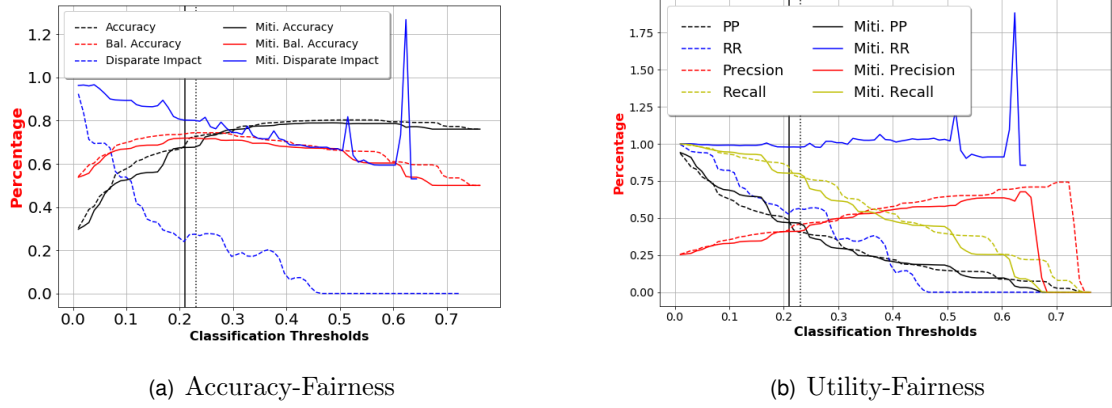 1.2
1.0
0.8
0.6
0.4
0.2
0.0
Percentage
Accuracy
Bal. Accuracy
Disparate Impact
Miti. Accuracy
Miti. Bal. Accuracy
Miti. Disparate Impact
0.0 0.1 0.2 0.3 0.4 0.5 0.6 0.7
Classification Thresholds
(a) Accuracy-Fairness
1.75
1.50
1.25
1.00
0.75
0.50
0.25
0.00
Percentage
PP
RR
Precsion
Recall
Miti. PP
Miti. RR
Miti. Precision
Miti. Recall
0.0 0.1 0.2 0.3 0.4 0.5 0.6 0.7
Classification Thresholds
(b) Utility-Fairness